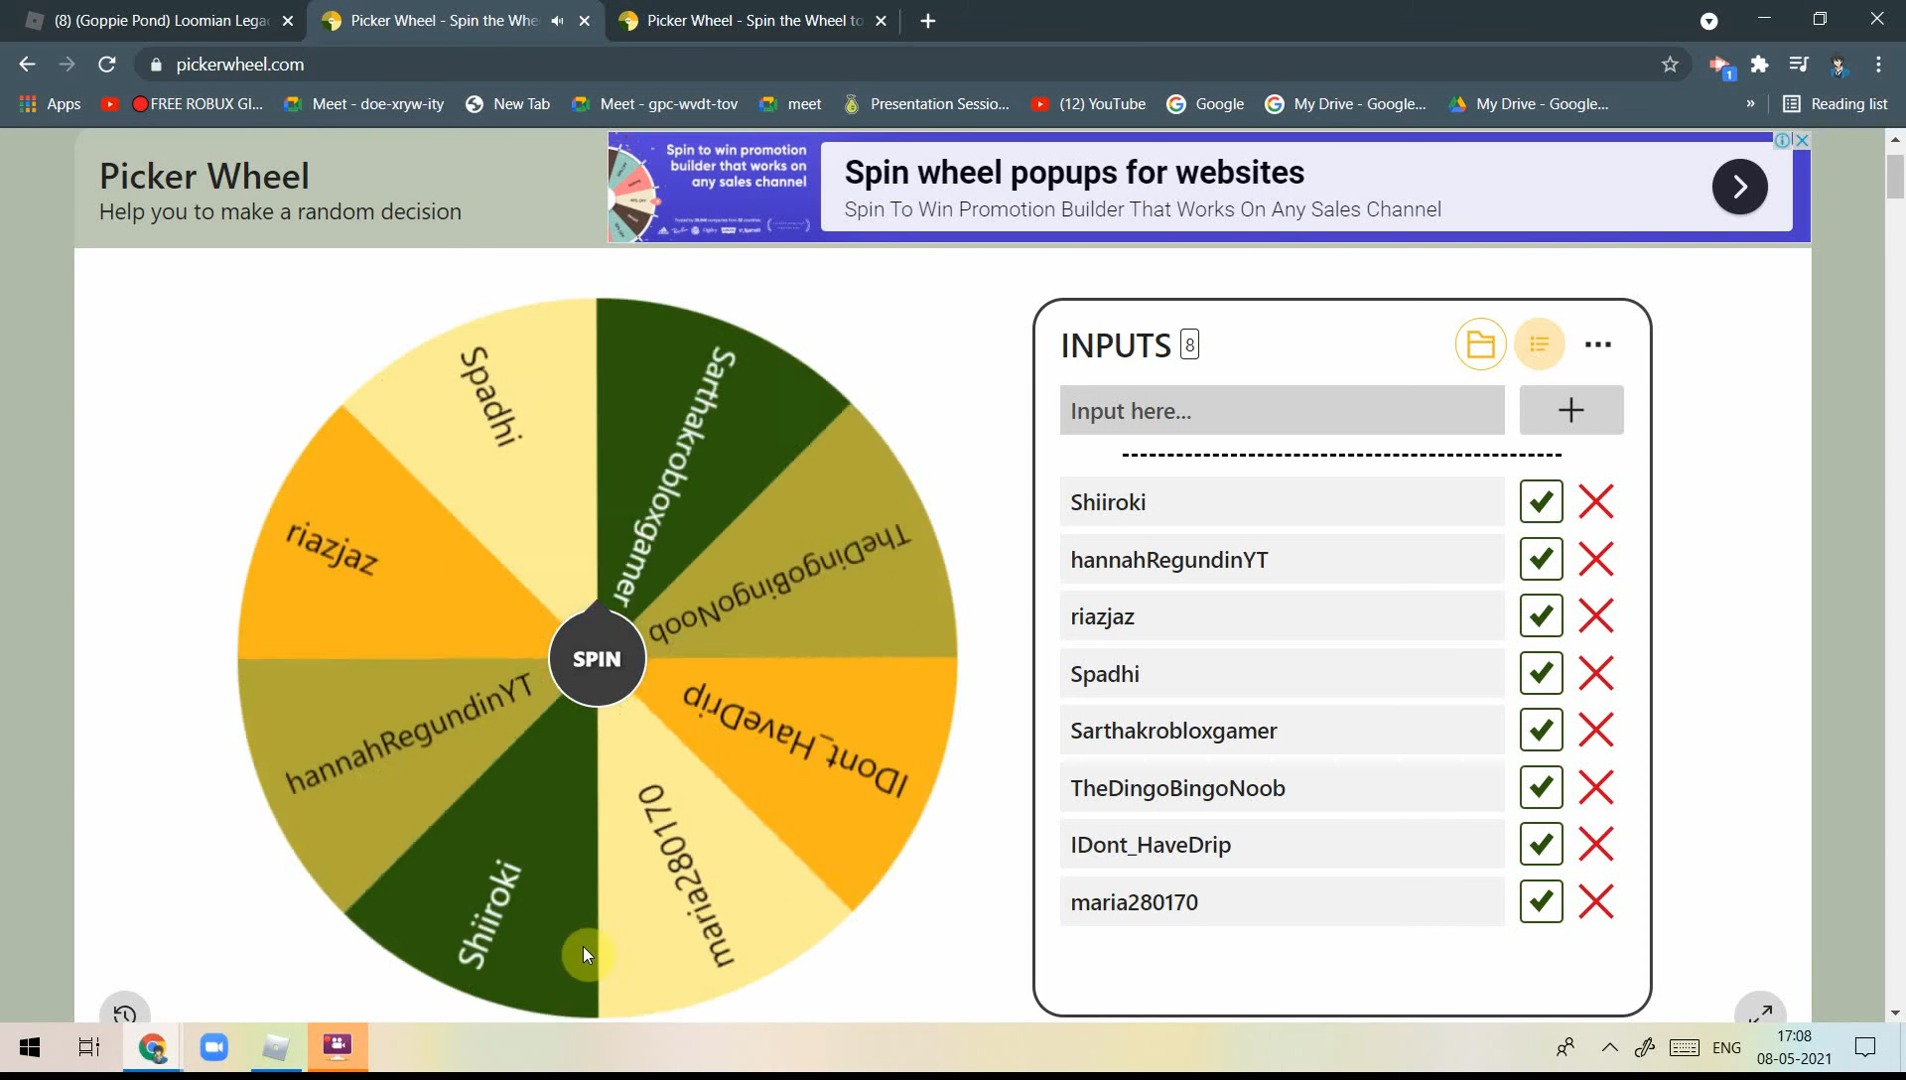 (8) (Goppie Pond) Loomian Lega
Picker Wheel - Spin the Whe
Picker Wheel - Spin the Wheel to
pickerwheel.com
1
Apps
FREE ROBUX GI...
Meet - doe-xryw-ity
New Tab
Meet - gpc-wvdt-tov
meet
Presentation Sessio...
(12) YouTube
Google
My Drive - Google...
My Drive - Google...
»
Reading list
Picker Wheel
Help you to make a random decision
Spin to win promotion
builder that works on
any sales channel
Spin wheel popups for websites
Spin To Win Promotion Builder That Works On Any Sales Channel
Spadhi
Sarthakrobloxgamer
TheDingoBingoNoob
IDont_HaveDrip
maria280170
Shiiroki
hannahRegundinYT
riazjaz
SPIN
INPUTS 8
Input here...
Shiiroki
hannahRegundinYT
riazjaz
Spadhi
Sarthakrobloxgamer
TheDingoBingoNoob
IDont_HaveDrip
maria280170
ENG
17:08
08-05-2021